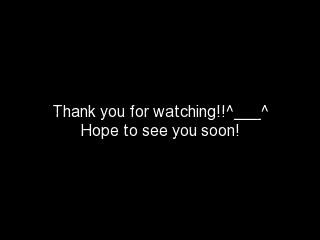 Thank you for watching!!^___^
Hope to see you soon!